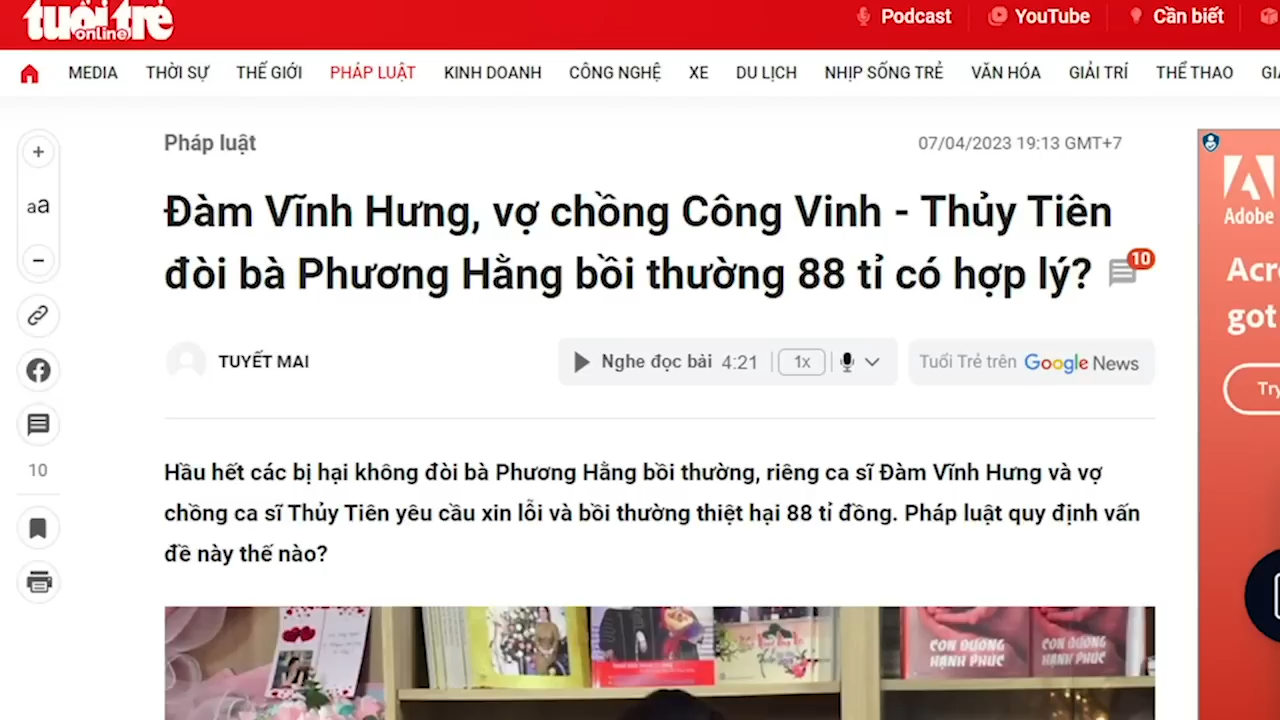 tuổi trẻ
online
Podcast
YouTube
Cần biết
MEDIA THỜI SỰ THẾ GIỚI PHÁP LUẬT KINH DOANH CÔNG NGHỆ XE DU LỊCH NHỊP SỐNG TRẺ VĂN HÓA GIẢI TRÍ THỂ THAO
Pháp luật
07/04/2023 19:13 GMT+7
Đàm Vĩnh Hưng, vợ chồng Công Vinh - Thủy Tiên
đòi bà Phương Hằng bồi thường 88 tỉ có hợp lý?
10
+
aa
−
10
TUYẾT MAI
Nghe đọc bài 4:21 1x
Tuổi Trẻ trên Google News
Hầu hết các bị hại không đòi bà Phương Hằng bồi thường, riêng ca sĩ Đàm Vĩnh Hưng và vợ
chồng ca sĩ Thủy Tiên yêu cầu xin lỗi và bồi thường thiệt hại 88 tỉ đồng. Pháp luật quy định vấn
đề này thế nào?
Adobe
got
CON ĐƯỜNG
HẠNH PHÚC
CON ĐƯỜNG
HẠNH PHÚC